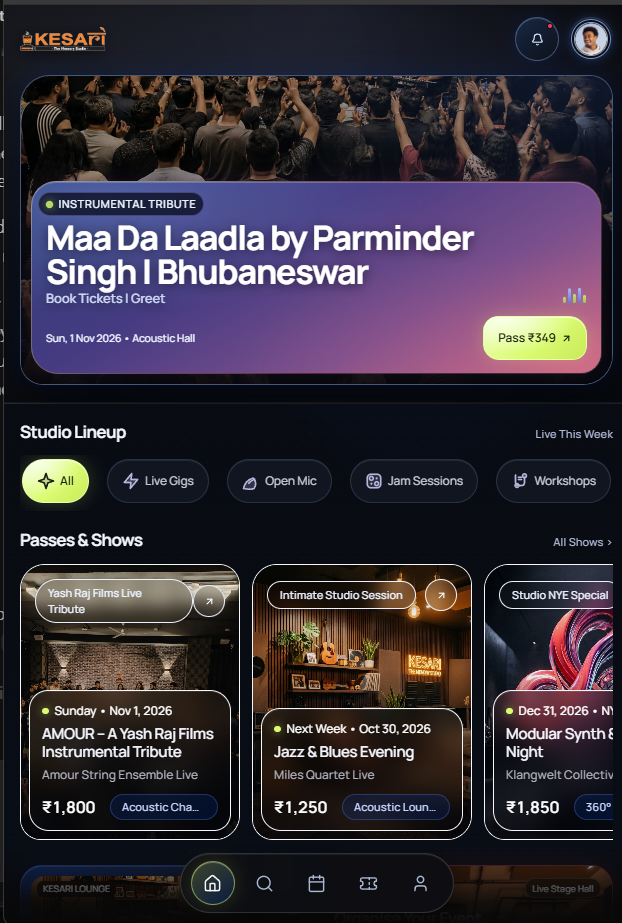 KESArī
The Memory Studio
INSTRUMENTAL TRIBUTE
Maa Da Laadla by Parminder
Singh | Bhubaneswar
Book Tickets | Greet
Sun, 1 Nov 2026 • Acoustic Hall
Pass ₹349
Studio Lineup
Live This Week
All
Live Gigs
Open Mic
Jam Sessions
Workshops
Passes & Shows
All Shows ›
Yash Raj Films Live
Tribute
Sunday • Nov 1, 2026
AMOUR – A Yash Raj Films
Instrumental Tribute
Amour String Ensemble Live
₹1,800
Acoustic Cha...
Intimate Studio Session
KESARI
Next Week • Oct 30, 2026
Jazz & Blues Evening
Miles Quartet Live
₹1,250
Acoustic Loun...
Studio NYE Special
Dec 31, 2026 • NY
Modular Synth &
Night
Klangwelt Collectiv
₹1,850
360°
KESARI LOUNGE
Live Stage Hall